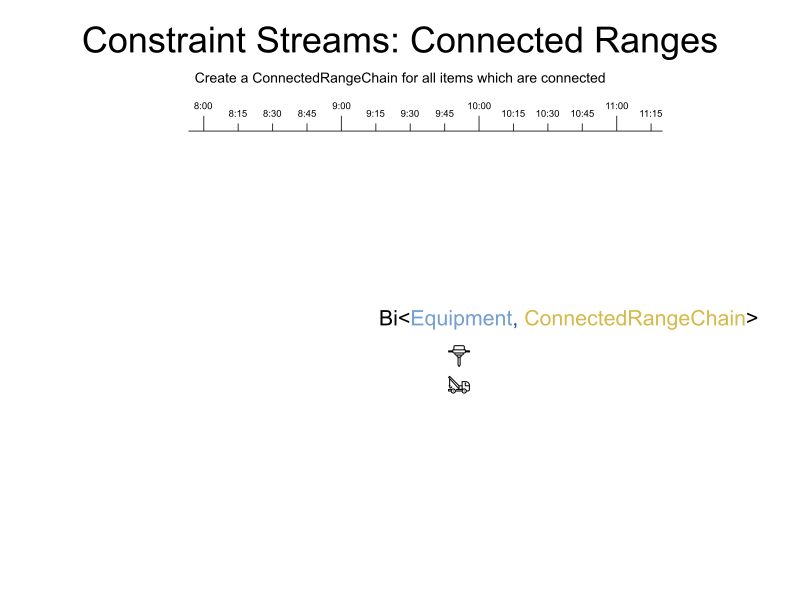 Constraint Streams: Connected Ranges
Create a ConnectedRangeChain for all items which are connected
8:00 8:15 8:30 8:45 9:00 9:15 9:30 9:45 10:00 10:15 10:30 10:45 11:00 11:15
Bi<Equipment, ConnectedRangeChain>